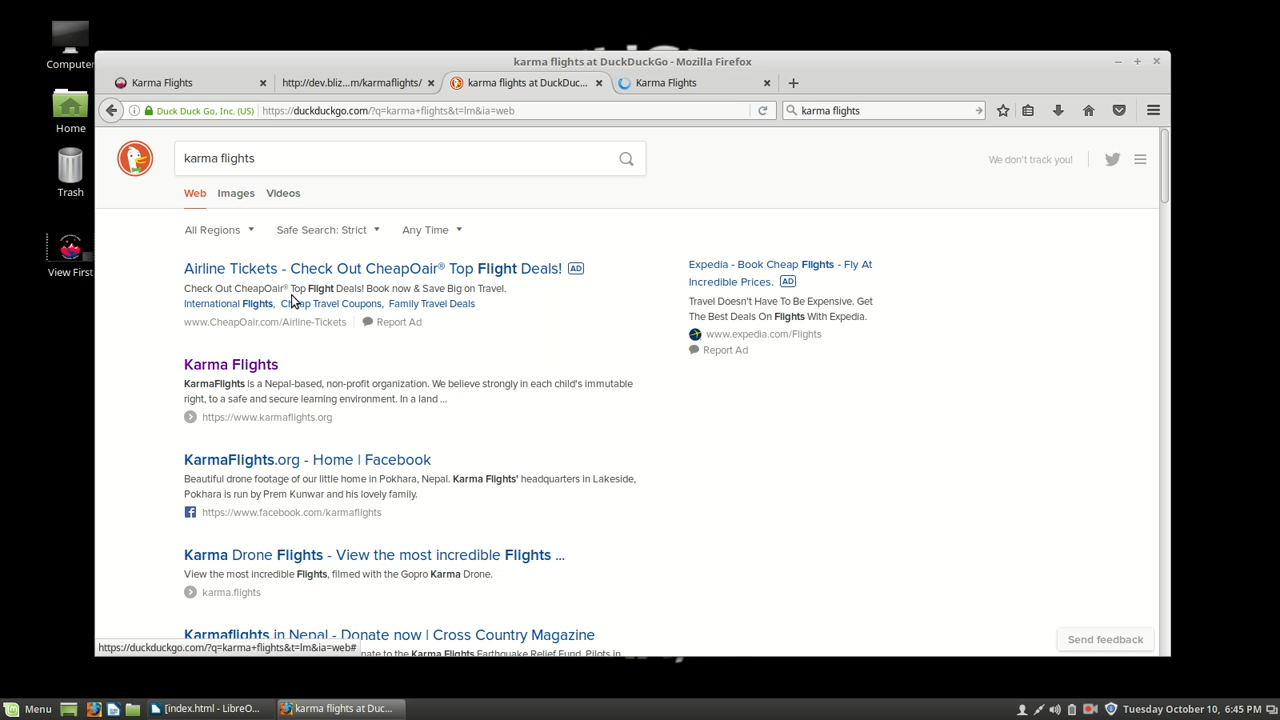 Computer
Home
Trash
View First
karma flights at DuckDuckGo - Mozilla Firefox
Karma Flights
http://dev.bliz...m/karmaflights/
karma flights at DuckDuc...
Karma Flights
Duck Duck Go, Inc. (US)
https://duckduckgo.com/?q=karma+flights&t=lm&ia=web
karma flights
karma flights
We don't track you!
Web Images Videos
All Regions Safe Search: Strict Any Time
Airline Tickets - Check Out CheapOair® Top Flight Deals! AD
Check Out CheapOair® Top Flight Deals! Book now & Save Big on Travel.
International Flights, Travel Coupons, Family Travel Deals
www.CheapOair.com/Airline-Tickets Report Ad
Karma Flights
KarmaFlights is a Nepal-based, non-profit organization. We believe strongly in each child's immutable
right, to a safe and secure learning environment. In a land ...
https://www.karmaflights.org
KarmaFlights.org - Home | Facebook
Beautiful drone footage of our little home in Pokhara, Nepal. Karma Flights' headquarters in Lakeside,
Pokhara is run by Prem Kunwar and his lovely family.
https://www.facebook.com/karmaflights
Karma Drone Flights - View the most incredible Flights ...
View the most incredible Flights, filmed with the Gopro Karma Drone.
karma.flights
Karmaflights in Nepal - Donate now | Cross Country Magazine
to the Karma Flights Earthquake Relief Fund. Pilots in
Expedia - Book Cheap Flights - Fly At
Incredible Prices. AD
Travel Doesn't Have To Be Expensive. Get
The Best Deals On Flights With Expedia.
www.expedia.com/Flights
Report Ad
Send feedback
https://duckduckgo.com/?q=karma+flights&t=lm&ia=web#
Menu
[index.html - LibreO...
karma flights at Duc...
Tuesday October 10, 6:45 PM